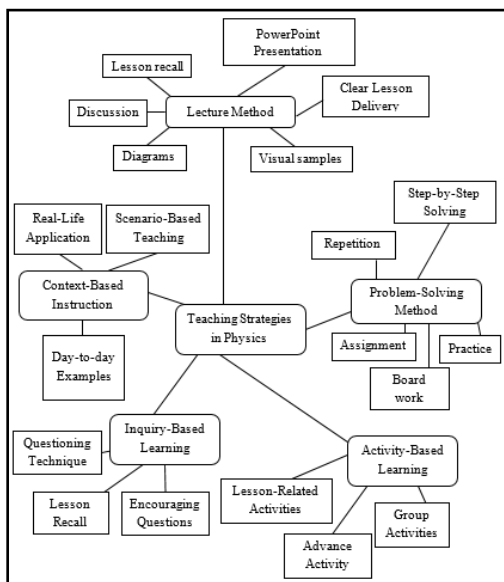 PowerPoint
Presentation
Lesson recall
Clear Lesson
Delivery
Discussion
Lecture Method
Diagrams
Visual samples
Step-by-Step
Solving
Real-Life
Application
Scenario-Based
Teaching
Repetition
Context-Based
Instruction
Problem-Solving
Method
Teaching Strategies
in Physics
Assignment
Practice
Day-to-day
Examples
Board
work
Inquiry-Based
Learning
Questioning
Technique
Activity-Based
Learning
Lesson-Related
Activities
Lesson
Recall
Encouraging
Questions
Group
Activities
Advance
Activity